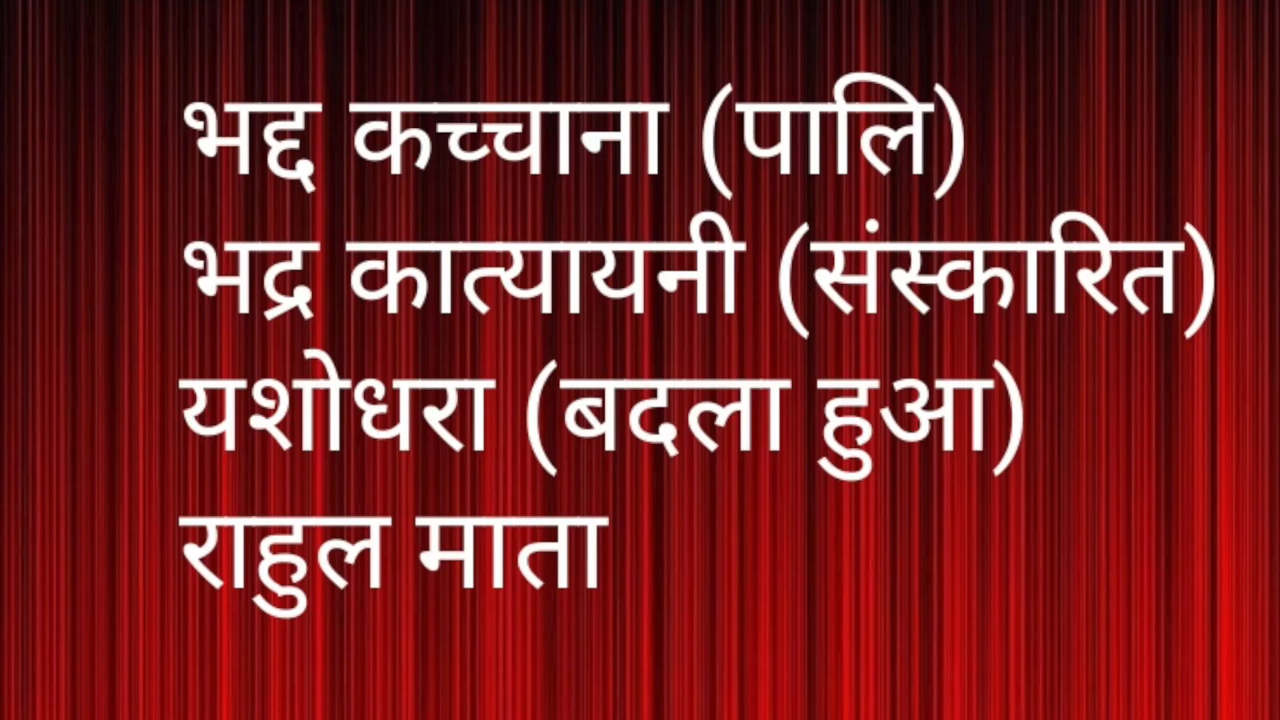 भद्द कच्चाना (पालि)
भद्र कात्यायनी (संस्कारित)
यशोधरा (बदला हुआ)
राहुल माता